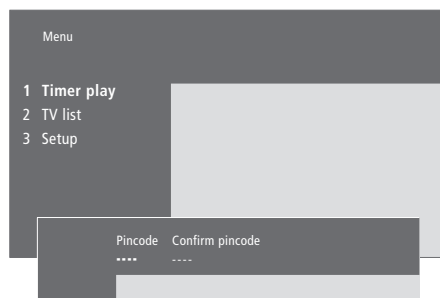 Menu
1 Timer play
2 TV list
3 Setup
Pincode Confirm pincode
---- ----